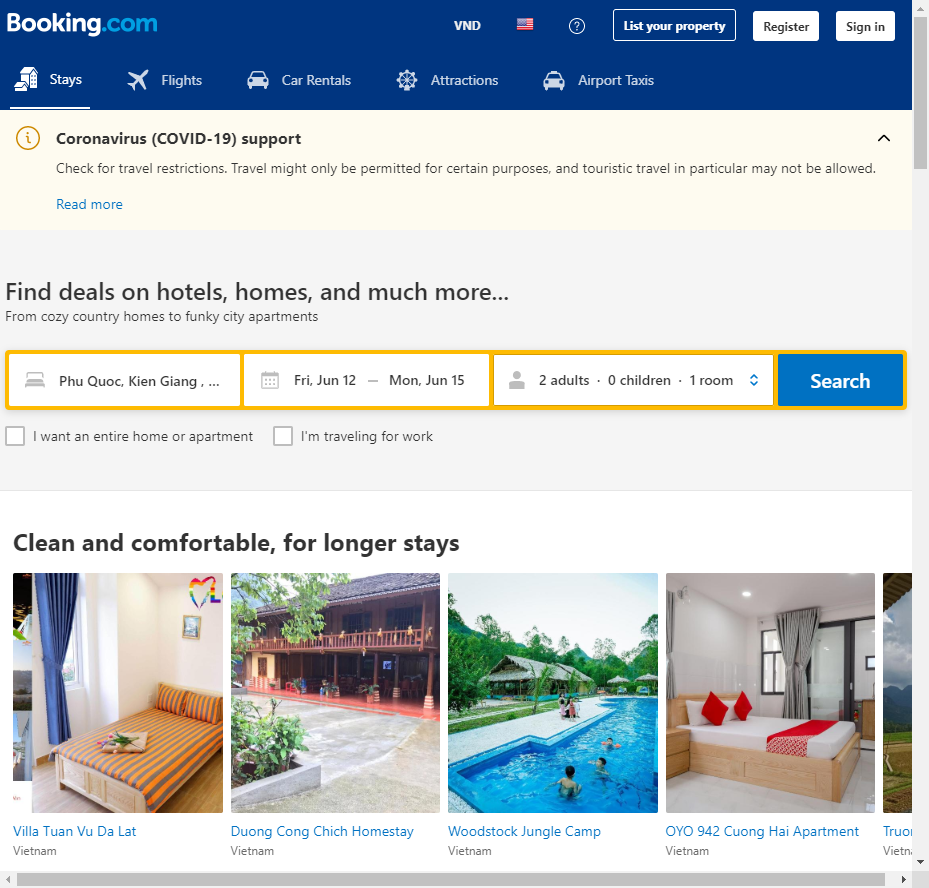 Booking.com
VND
List your property
Register
Sign in
Stays
Flights
Car Rentals
Attractions
Airport Taxis
Coronavirus (COVID-19) support
Check for travel restrictions. Travel might only be permitted for certain purposes, and touristic travel in particular may not be allowed.
Read more
Find deals on hotels, homes, and much more...
From cozy country homes to funky city apartments
Phu Quoc, Kien Giang , ...
Fri, Jun 12 — Mon, Jun 15
2 adults · 0 children · 1 room
Search
I want an entire home or apartment
I'm traveling for work
Clean and comfortable, for longer stays
Villa Tuan Vu Da Lat
Vietnam
Duong Cong Chich Homestay
Vietnam
Woodstock Jungle Camp
Vietnam
OYO 942 Cuong Hai Apartment
Vietnam